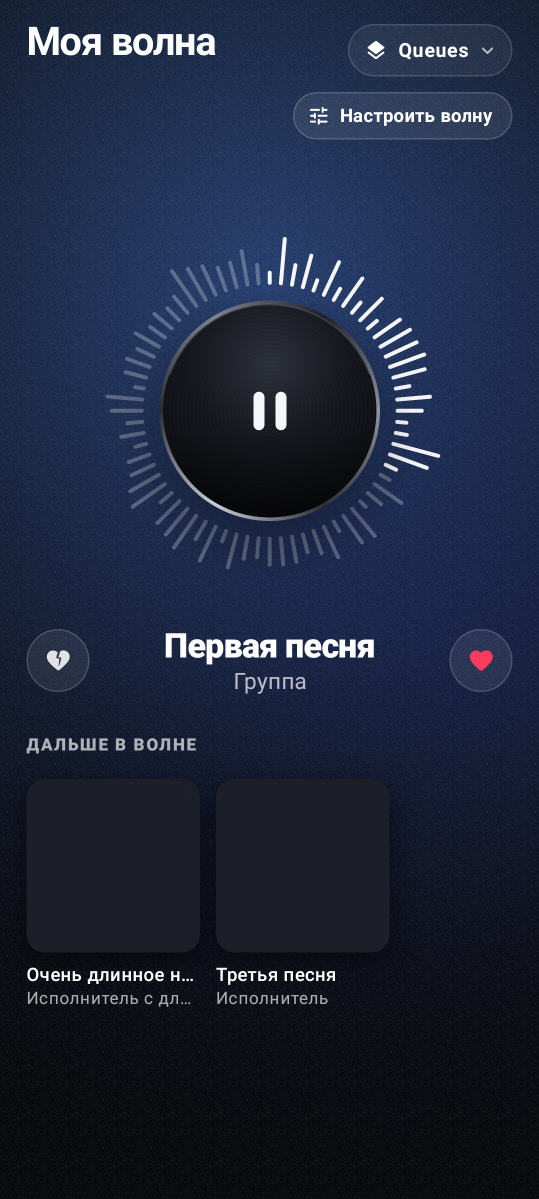 Моя волна
Queues
Настроить волну
Первая песня
Группа
ДАЛЬШЕ В ВОЛНЕ
Очень длинное н…
Исполнитель с дл…
Третья песня
Исполнитель